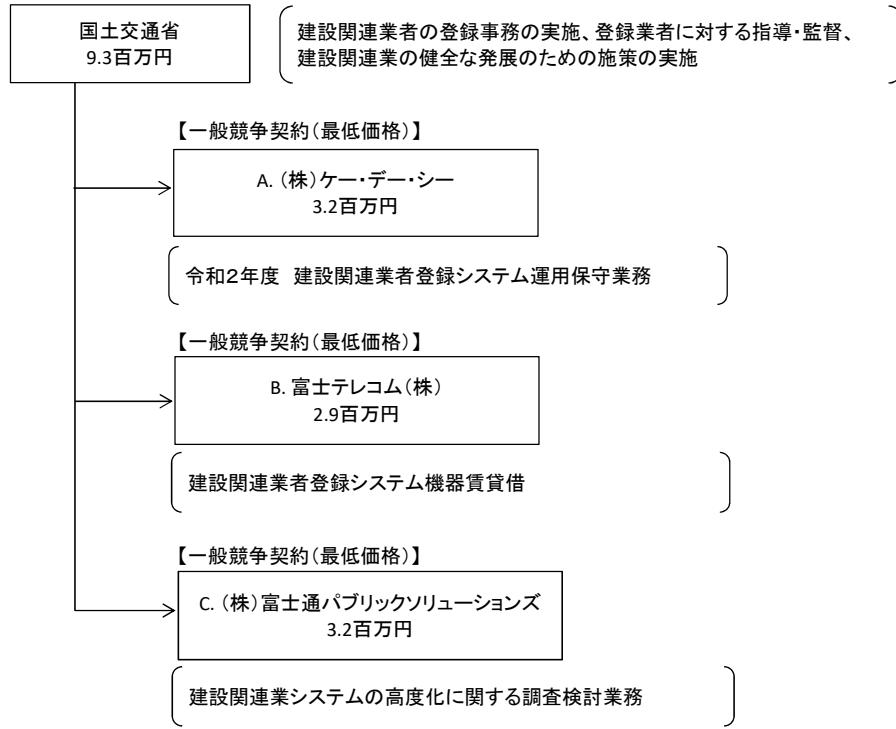 国土交通省
9.3百万円
建設関連業者の登録事務の実施、登録業者に対する指導・監督、
建設関連業の健全な発展のための施策の実施
【一般競争契約(最低価格)】
A. (株)ケー・デー・シー
3.2百万円
令和2年度 建設関連業者登録システム運用保守業務
【一般競争契約(最低価格)】
B. 富士テレコム(株)
2.9百万円
建設関連業者登録システム機器賃貸借
【一般競争契約(最低価格)】
C. (株)富士通パブリックソリューションズ
3.2百万円
建設関連業システムの高度化に関する調査検討業務